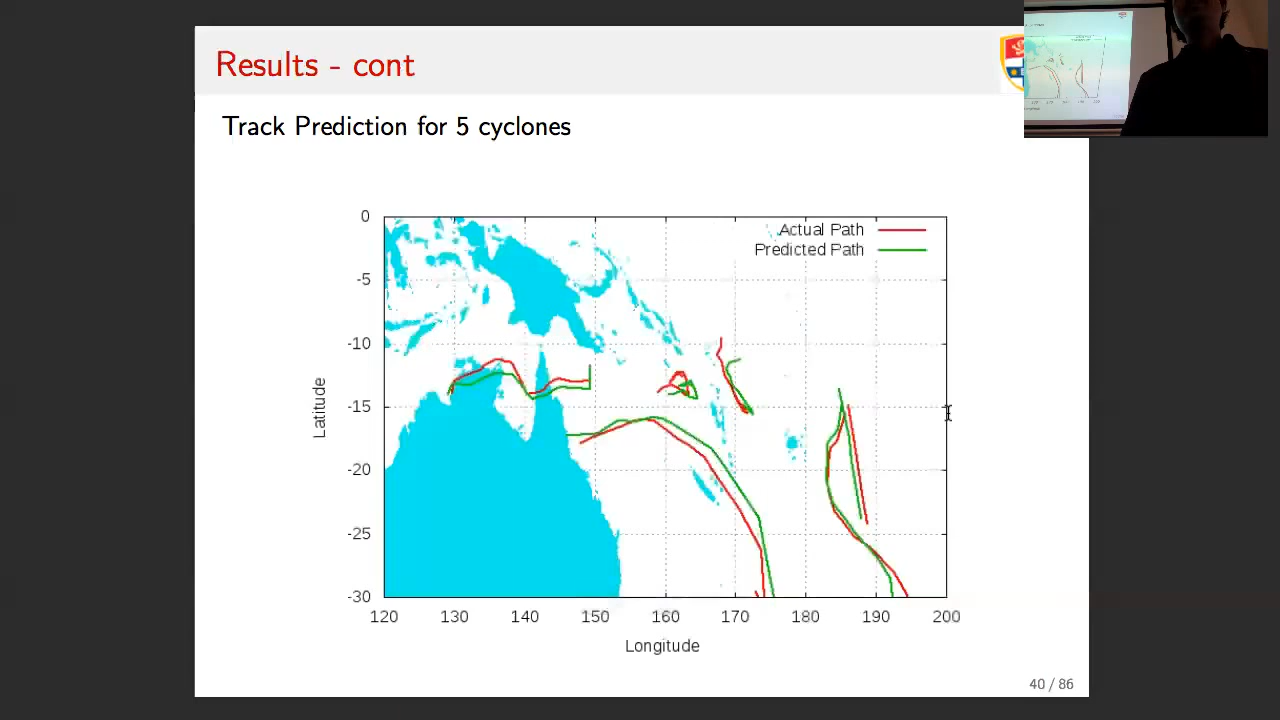 Results - cont
Track Prediction for 5 cyclones
Actual Path
Predicted Path
0
-5
-10
-15
-20
-25
-30
Latitude
120 130 140 150 160 170 180 190 200
Longitude
40 / 86